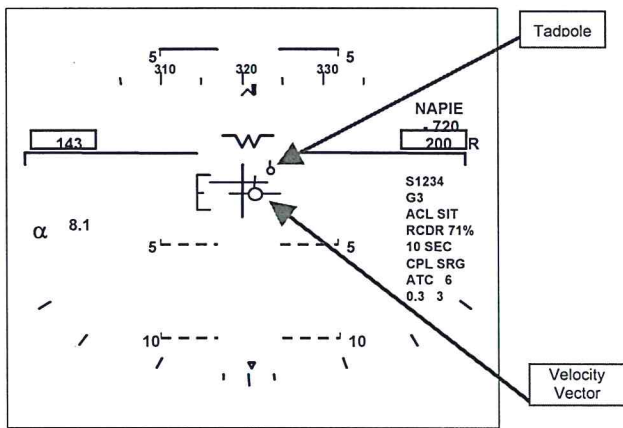 Tadpole
5 5
310 320 330
NAPIE
- 720
143 200 R
S1234
G3
ACL SIT
α 8.1 RCDR 71%
5 5 10 SEC
CPL SRG
ATC 6
0.3 3
10 10
Velocity
Vector